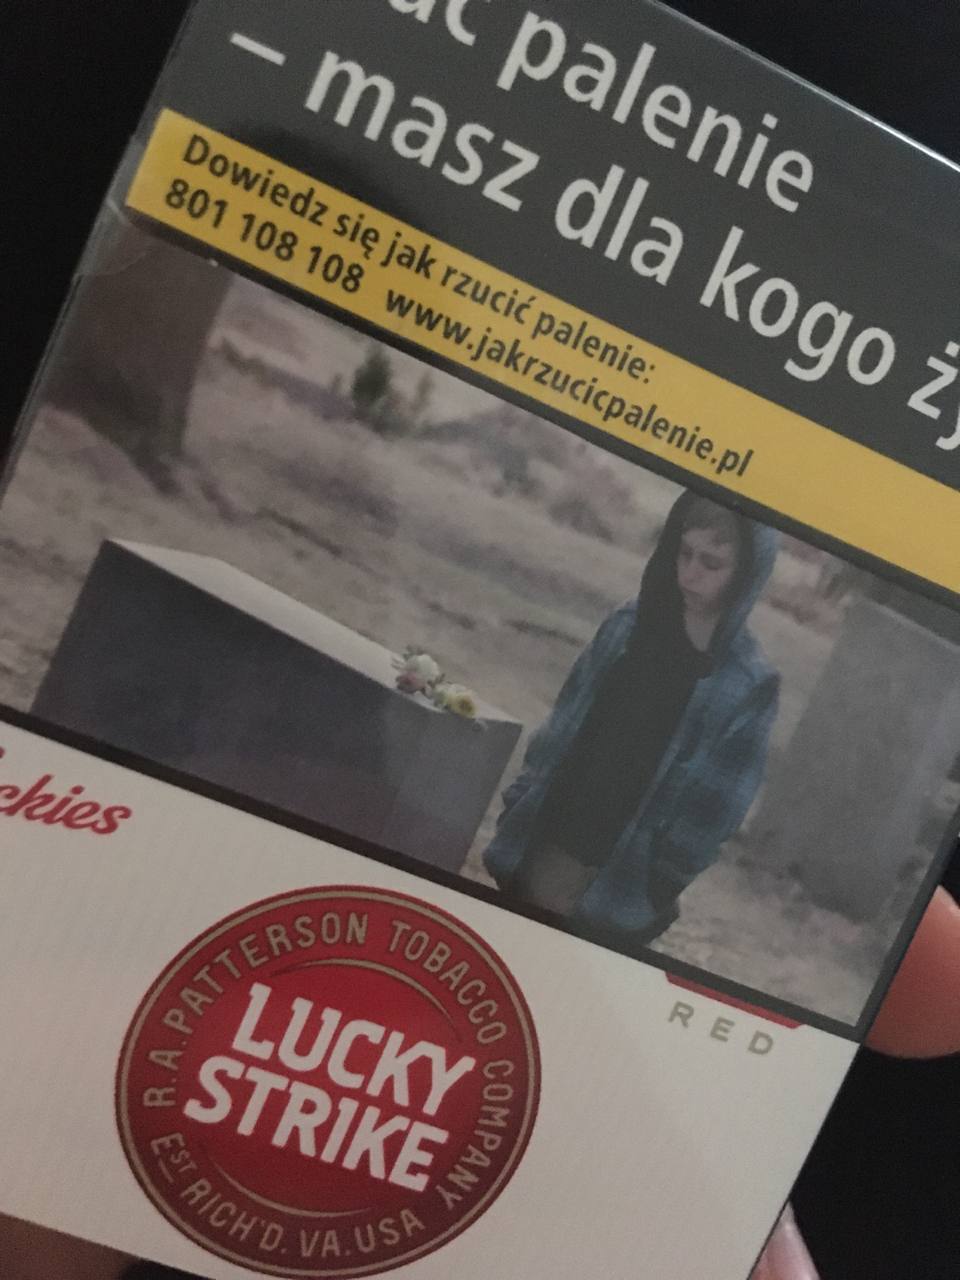 palenie
– masz dla kogo
Dowiedz się jak rzucić palenie:
801 108 108 www.jakrzucicpalenie.pl
RED
R.A. PATTERSON TOBACCO COMPANY
LUCKY
STRIKE
EST RICH'D. VA. USA